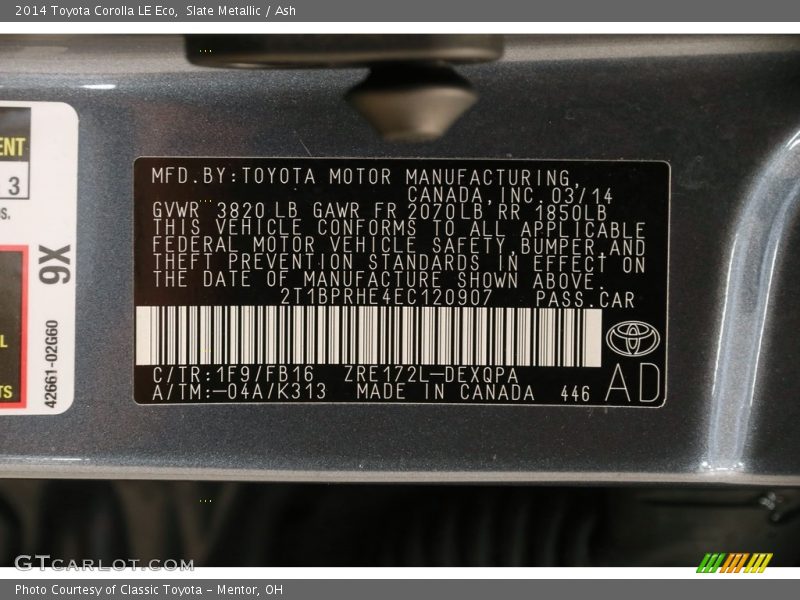 2014 Toyota Corolla LE Eco, Slate Metallic / Ash
ENT
3
S.
9X
L
TS
42661-02G60
MFD.BY:TOYOTA MOTOR MANUFACTURING,
CANADA,INC.03/14
GVWR 3820 LB GAWR FR 2070LB RR 1850LB
THIS VEHICLE CONFORMS TO ALL APPLICABLE
FEDERAL MOTOR VEHICLE SAFETY,BUMPER,AND
THEFT PREVENTION STANDARDS IN EFFECT ON
THE DATE OF MANUFACTURE SHOWN ABOVE.
2T1BPRHE4EC120907 PASS.CAR
C/TR:1F9/FB16 ZRE172L-DEXQPA
A/TM:-04A/K313 MADE IN CANADA 446 AD
GTCARLOT.COM
Photo Courtesy of Classic Toyota - Mentor, OH